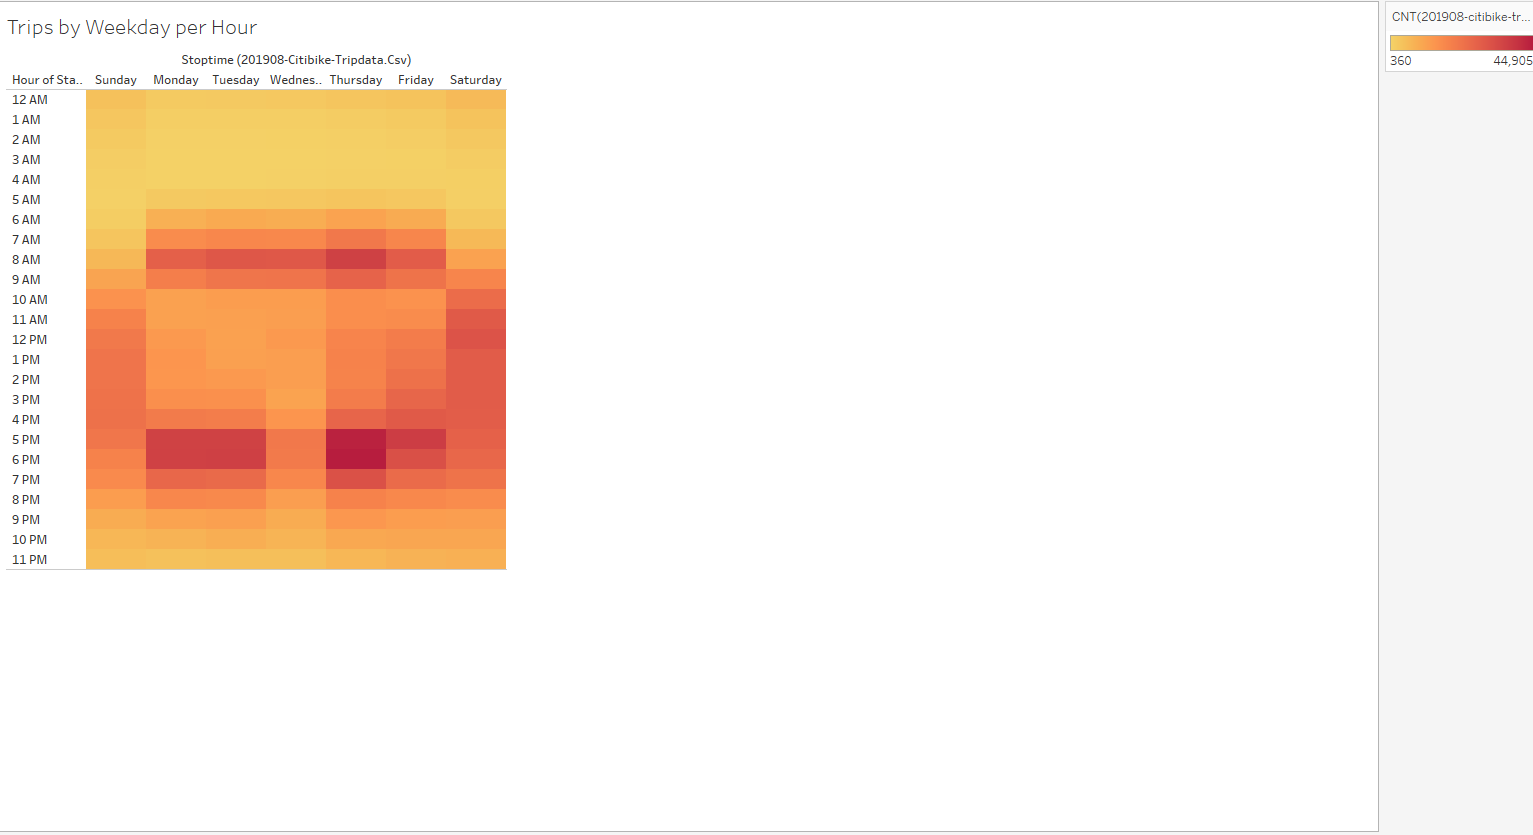 Trips by Weekday per Hour
Stoptime (201908-Citibike-Tripdata.Csv)
Hour of Sta.. Sunday Monday Tuesday Wednes.. Thursday Friday Saturday
12 AM
1 AM
2 AM
3 AM
4 AM
5 AM
6 AM
7 AM
8 AM
9 AM
10 AM
11 AM
12 PM
1 PM
2 PM
3 PM
4 PM
5 PM
6 PM
7 PM
8 PM
9 PM
10 PM
11 PM
CNT(201908-citibike-tr...
360 44,905